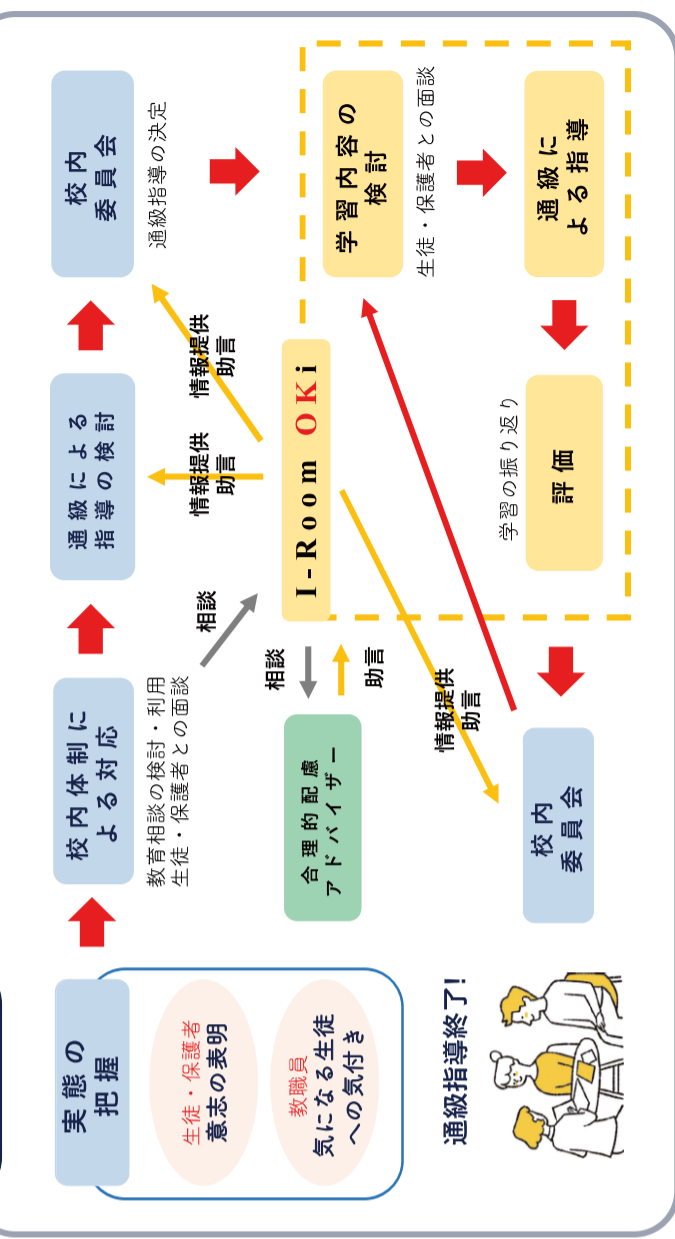 実態の
把握
生徒・保護者
意志の表明
教職員
気になる生徒
への気付き
校内体制に
よる対応
教育相談の検討・利用
生徒・保護者との面談
通級による
指導の検討
校内
委員会
通級指導の決定
相談
情報提供
助言
情報提供
助言
I-Room OKi
相談
助言
合理的配慮
アドバイザー
学習内容の
検討
生徒・保護者との面談
通級に
よる指導
学習の振り返り
評価
情報提供
助言
校内
委員会
通級指導終了!